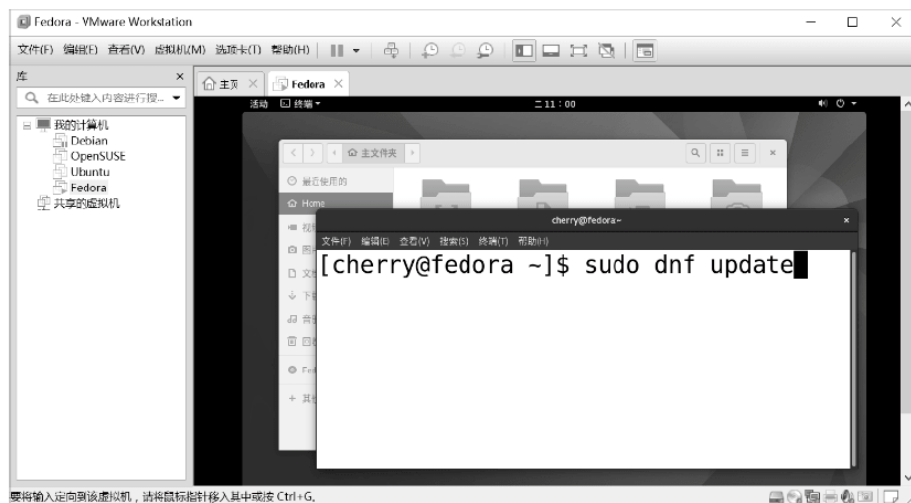 Fedora - VMware Workstation
文件(F) 编辑(E) 查看(V) 虚拟机(M) 选项卡(T) 帮助(H)
库
主页
Fedora
在此处键入内容进行搜...
活动 终端 二 11:00
我的计算机
Debian
OpenSUSE
Ubuntu
Fedora
共享的虚拟机
主文件夹
最近使用的
Home
cherry@fedora:~
文件(F) 编辑(E) 查看(V) 搜索(S) 终端(T) 帮助(H)
[cherry@fedora ~]$ sudo dnf update
要将输入定向到该虚拟机，请将鼠标指针移入其中或按 Ctrl+G。